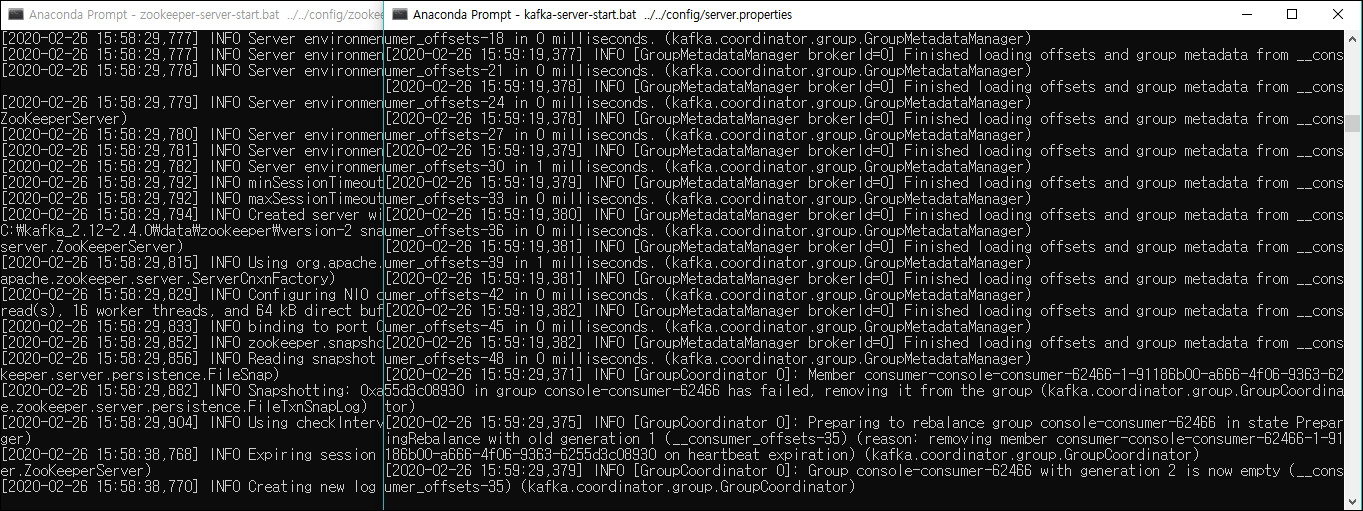 Anaconda Prompt - zookeeper-server-start.bat ../../config/zookee
[2020-02-26 15:58:29,777] INFO Server environmen
[2020-02-26 15:58:29,777] INFO Server environmen
[2020-02-26 15:58:29,778] INFO Server environmen
[2020-02-26 15:58:29,779] INFO Server environmen
ZooKeeperServer)
[2020-02-26 15:58:29,780] INFO Server environmen
[2020-02-26 15:58:29,781] INFO Server environmen
[2020-02-26 15:58:29,782] INFO Server environmen
[2020-02-26 15:58:29,792] INFO minSessionTimeout
[2020-02-26 15:58:29,792] INFO maxSessionTimeout
[2020-02-26 15:58:29,794] INFO Created server wi
C:₩kafka_2.12-2.4.0₩data₩zookeeper₩version-2 sna
server.ZooKeeperServer)
[2020-02-26 15:58:29,815] INFO Using org.apache.
apache.zookeeper.server.ServerCnxnFactory)
[2020-02-26 15:58:29,829] INFO Configuring NIO c
read(s), 16 worker threads, and 64 kB direct buf
[2020-02-26 15:58:29,833] INFO binding to port 0
[2020-02-26 15:58:29,852] INFO zookeeper.snapsho
[2020-02-26 15:58:29,856] INFO Reading snapshot
keeper.server.persistence.FileSnap)
[2020-02-26 15:58:29,882] INFO Snapshotting: 0xa
e.zookeeper.server.persistence.FileTxnSnapLog)
[2020-02-26 15:58:29,904] INFO Using checkInterv
ger)
[2020-02-26 15:58:38,768] INFO Expiring session
er.ZooKeeperServer)
[2020-02-26 15:58:38,770] INFO Creating new log
Anaconda Prompt - kafka-server-start.bat ../../config/server.properties
umer_offsets-18 in 0 milliseconds. (kafka.coordinator.group.GroupMetadataManager)
[2020-02-26 15:59:19,377] INFO [GroupMetadataManager brokerId=0] Finished loading offsets and group metadata from __cons
umer_offsets-21 in 0 milliseconds. (kafka.coordinator.group.GroupMetadataManager)
[2020-02-26 15:59:19,378] INFO [GroupMetadataManager brokerId=0] Finished loading offsets and group metadata from __cons
umer_offsets-24 in 0 milliseconds. (kafka.coordinator.group.GroupMetadataManager)
[2020-02-26 15:59:19,378] INFO [GroupMetadataManager brokerId=0] Finished loading offsets and group metadata from __cons
umer_offsets-27 in 0 milliseconds. (kafka.coordinator.group.GroupMetadataManager)
[2020-02-26 15:59:19,379] INFO [GroupMetadataManager brokerId=0] Finished loading offsets and group metadata from __cons
umer_offsets-30 in 1 milliseconds. (kafka.coordinator.group.GroupMetadataManager)
[2020-02-26 15:59:19,379] INFO [GroupMetadataManager brokerId=0] Finished loading offsets and group metadata from __cons
umer_offsets-33 in 0 milliseconds. (kafka.coordinator.group.GroupMetadataManager)
[2020-02-26 15:59:19,380] INFO [GroupMetadataManager brokerId=0] Finished loading offsets and group metadata from __cons
umer_offsets-36 in 0 milliseconds. (kafka.coordinator.group.GroupMetadataManager)
[2020-02-26 15:59:19,381] INFO [GroupMetadataManager brokerId=0] Finished loading offsets and group metadata from __cons
umer_offsets-39 in 1 milliseconds. (kafka.coordinator.group.GroupMetadataManager)
[2020-02-26 15:59:19,381] INFO [GroupMetadataManager brokerId=0] Finished loading offsets and group metadata from __cons
umer_offsets-42 in 0 milliseconds. (kafka.coordinator.group.GroupMetadataManager)
[2020-02-26 15:59:19,382] INFO [GroupMetadataManager brokerId=0] Finished loading offsets and group metadata from __cons
umer_offsets-45 in 0 milliseconds. (kafka.coordinator.group.GroupMetadataManager)
[2020-02-26 15:59:19,382] INFO [GroupMetadataManager brokerId=0] Finished loading offsets and group metadata from __cons
umer_offsets-48 in 0 milliseconds. (kafka.coordinator.group.GroupMetadataManager)
[2020-02-26 15:59:29,371] INFO [GroupCoordinator 0]: Member consumer-console-consumer-62466-1-91186b00-a666-4f06-9363-62
55d3c08930 in group console-consumer-62466 has failed, removing it from the group (kafka.coordinator.group.GroupCoordina
tor)
[2020-02-26 15:59:29,375] INFO [GroupCoordinator 0]: Preparing to rebalance group console-consumer-62466 in state Prepar
ingRebalance with old generation 1 (__consumer_offsets-35) (reason: removing member consumer-console-consumer-62466-1-91
186b00-a666-4f06-9363-6255d3c08930 on heartbeat expiration) (kafka.coordinator.group.GroupCoordinator)
[2020-02-26 15:59:29,379] INFO [GroupCoordinator 0]: Group console-consumer-62466 with generation 2 is now empty (__cons
umer_offsets-35) (kafka.coordinator.group.GroupCoordinator)